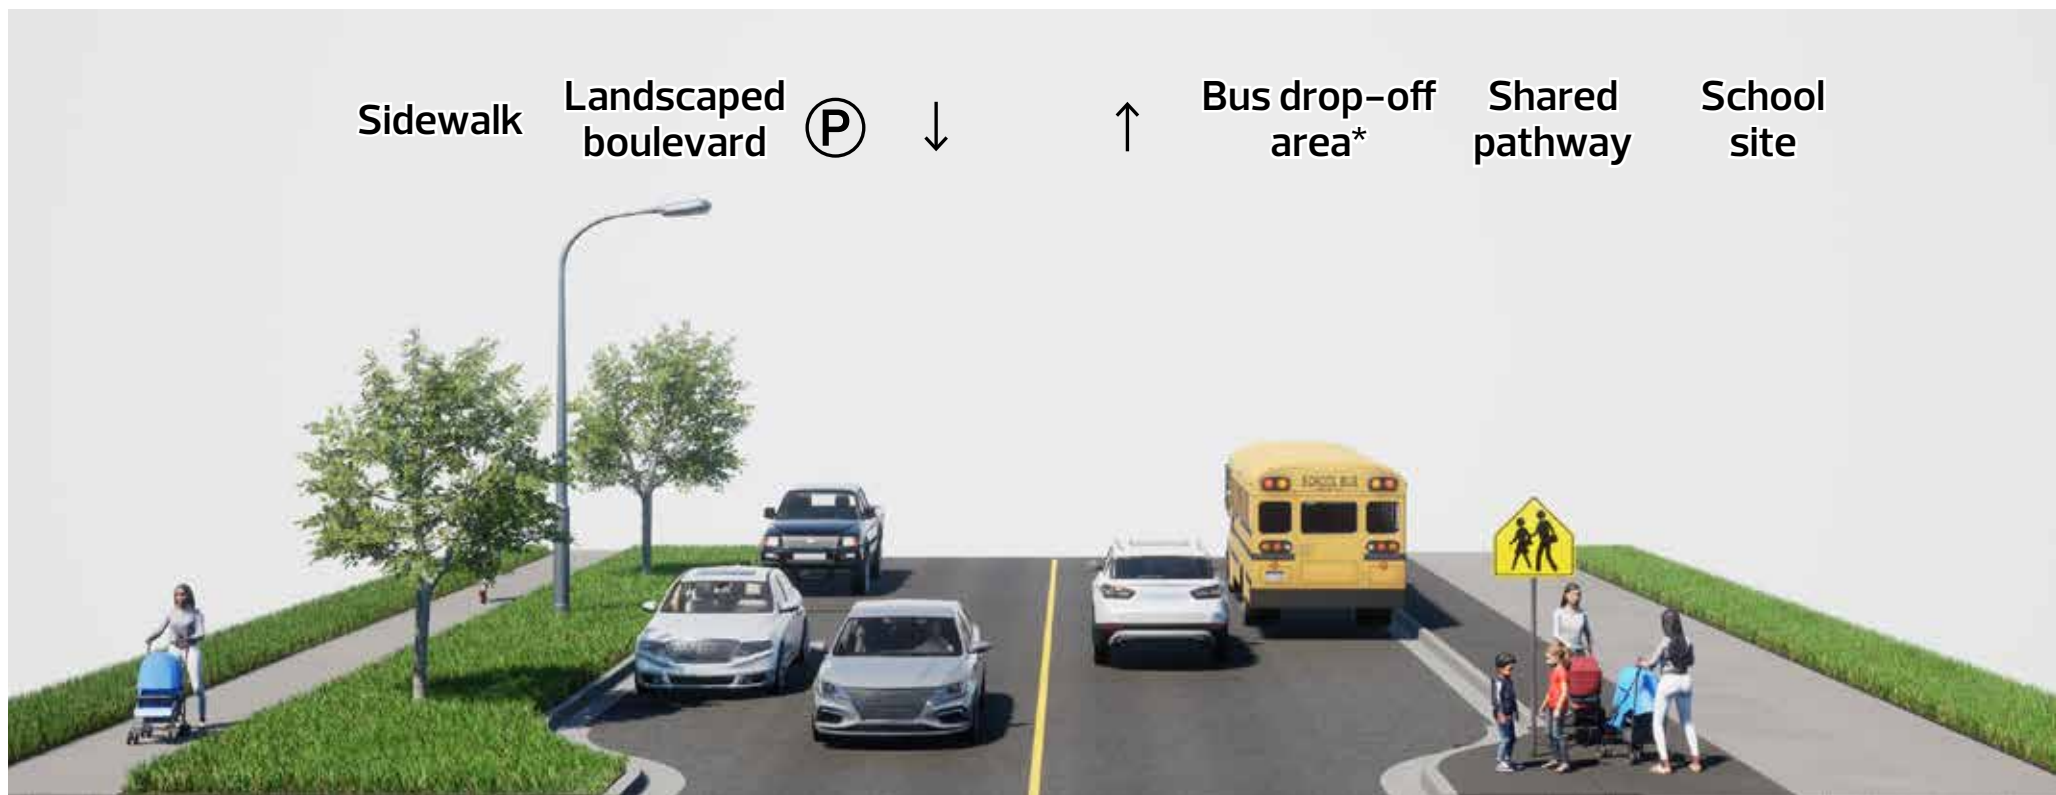 Sidewalk
Landscaped
boulevard
P
↓
↑
Bus drop-off
area*
Shared
pathway
School
site
SCHOOL BUS